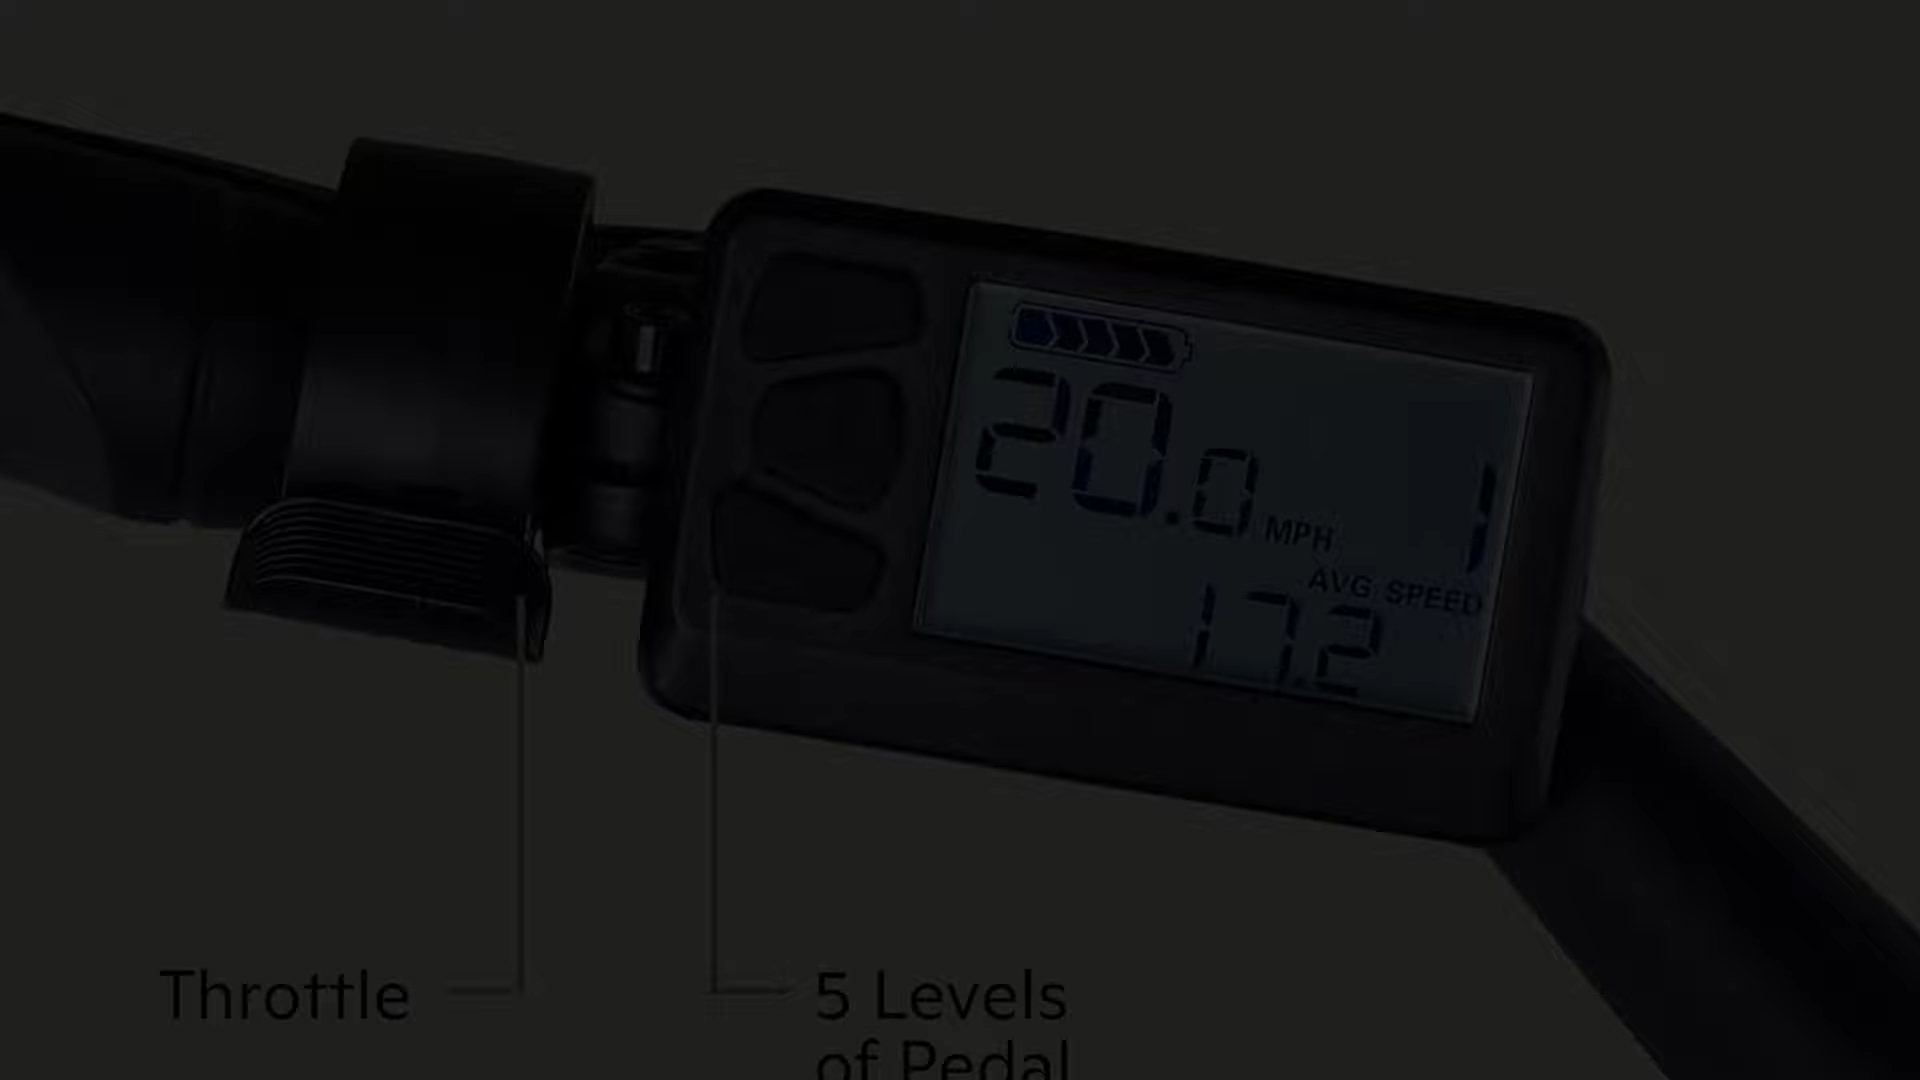 20.0 MPH
1
AVG SPEED
17.2
Throttle
5 Levels
of Pedal